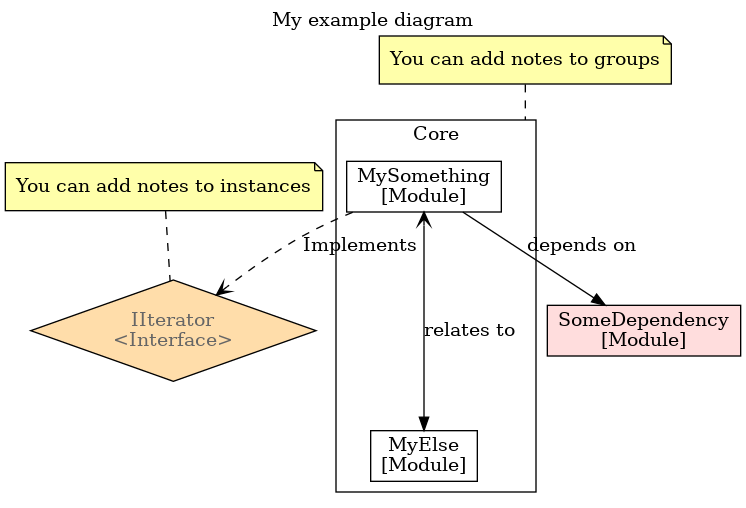 My example diagram
You can add notes to groups
Core
MySomething
[Module]
You can add notes to instances
Implements
depends on
IIterator
<Interface>
relates to
SomeDependency
[Module]
MyElse
[Module]